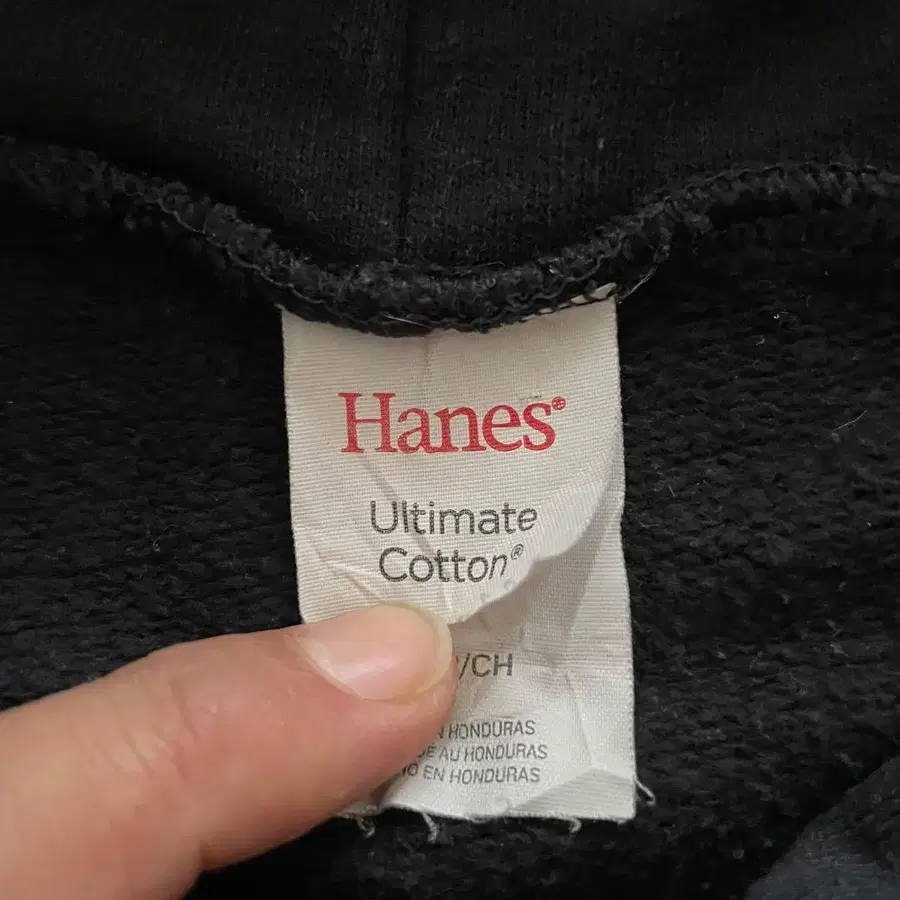 Hanes®
Ultimate
Cotton®
/CH
HONDURAS
AU HONDURAS
EN HONDURAS